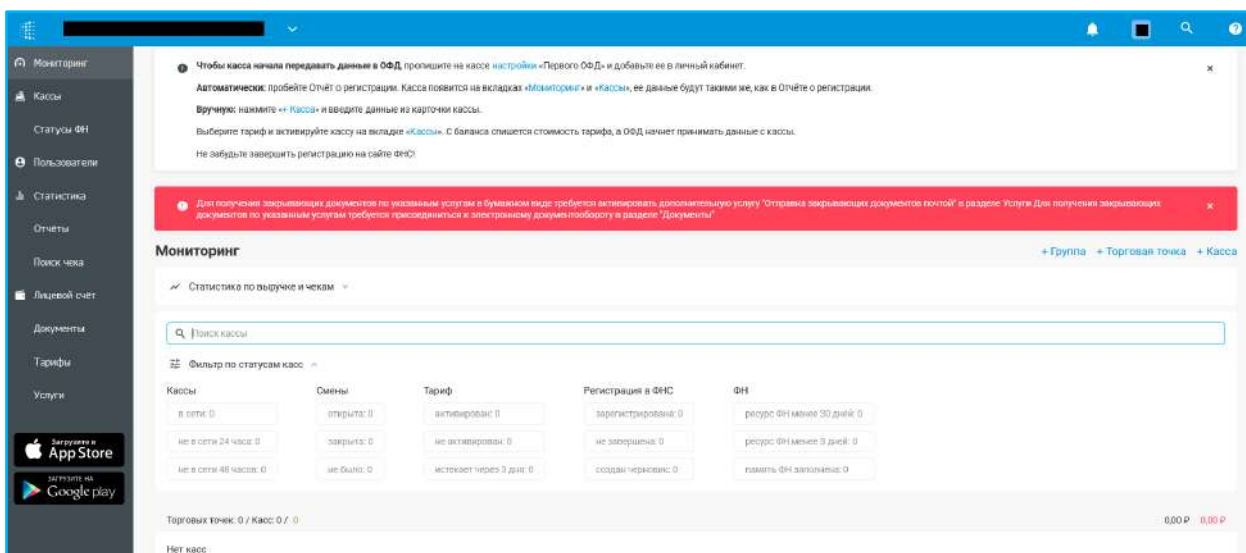 Мониторинг
Кассы
Статусы ФН
Пользователи
Статистика
Отчеты
Поиск чека
Лицевой счёт
Документы
Тарифы
Услуги
Загрузите в
App Store
ЗАГРУЗИТЕ НА
Google play
Чтобы касса начала передавать данные в ОФД, пропишите на кассе настройки «Первого ОФД» и добавьте ее в личный кабинет.
Автоматически: пробейте Отчёт о регистрации. Касса появится на вкладках «Мониторинг» и «Кассы», ее данные будут такими же, как в Отчёте о регистрации.
Вручную: нажмите «+ Касса» и введите данные из карточки кассы.
Выберите тариф и активируйте кассу на вкладке «Кассы». С баланса спишется стоимость тарифа, а ОФД начнет принимать данные с кассы.
Не забудьте завершить регистрацию на сайте ФНС!
Для получения закрывающих документов по указанным услугам в бумажном виде требуется активировать дополнительную услугу "Отправка закрывающих документов почтой" в разделе Услуги Для получения закрывающих
документов по указанным услугам требуется присоединиться к электронному документообороту в разделе "Документы"
Мониторинг
+ Группа + Торговая точка + Касса
Статистика по выручке и чекам
Поиск кассы
Фильтр по статусам касс
Кассы Смены Тариф Регистрация в ФНС ФН
в сети: 0 открыта: 0 активирован: 0 зарегистрирована: 0 ресурс ФН менее 30 дней: 0
не в сети 24 часа: 0 закрыта: 0 не активирован: 0 не завершена: 0 ресурс ФН менее 3 дней: 0
не в сети 48 часов: 0 не было: 0 истекает через 3 дня: 0 создан черновик: 0 память ФН заполнена: 0
Торговых точек: 0 / Касс: 0 / 0 0,00 ₽ 0,00 ₽
Нет касс